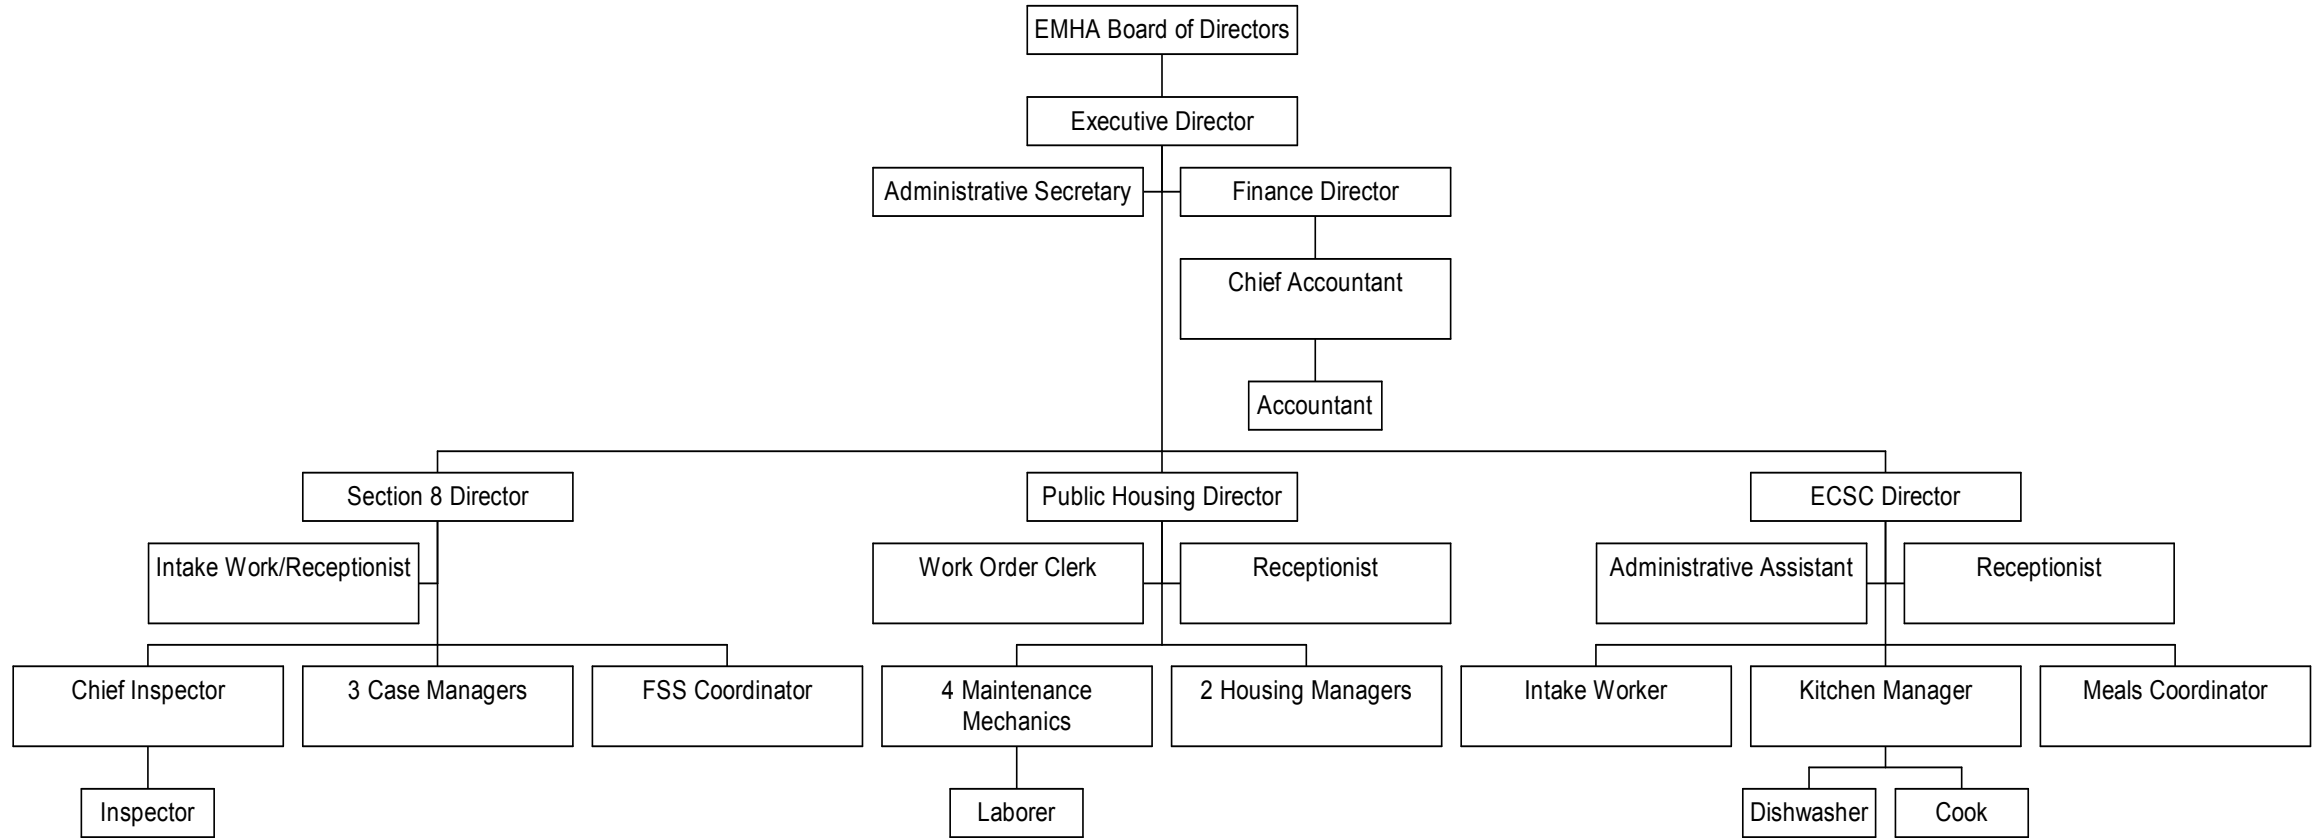 EMHA Board of Directors
Executive Director
Administrative Secretary
Finance Director
Chief Accountant
Accountant
Section 8 Director
Public Housing Director
ECSC Director
Intake Work/Receptionist
Work Order Clerk
Receptionist
Administrative Assistant
Receptionist
Chief Inspector
3 Case Managers
FSS Coordinator
4 Maintenance
Mechanics
2 Housing Managers
Intake Worker
Kitchen Manager
Meals Coordinator
Inspector
Laborer
Dishwasher
Cook